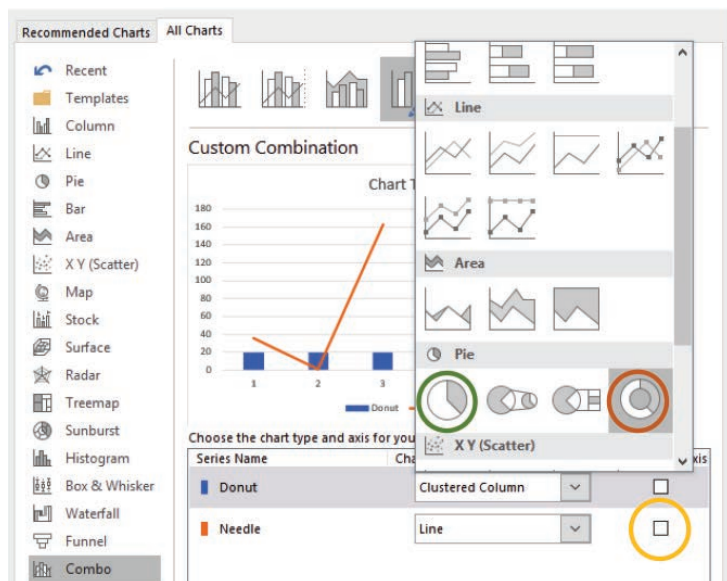 Recommended Charts All Charts
Recent
Templates
Column
Line
Pie
Bar
Area
X Y (Scatter)
Map
Stock
Surface
Radar
Treemap
Sunburst
Histogram
Box & Whisker
Waterfall
Funnel
Combo
Custom Combination
Chart T
180
160
140
120
100
80
60
40
20
0
1 2 3
Donut
Choose the chart type and axis for you
Series Name Cha xis
Donut Clustered Column
Needle Line
Line
Area
Pie
X Y (Scatter)